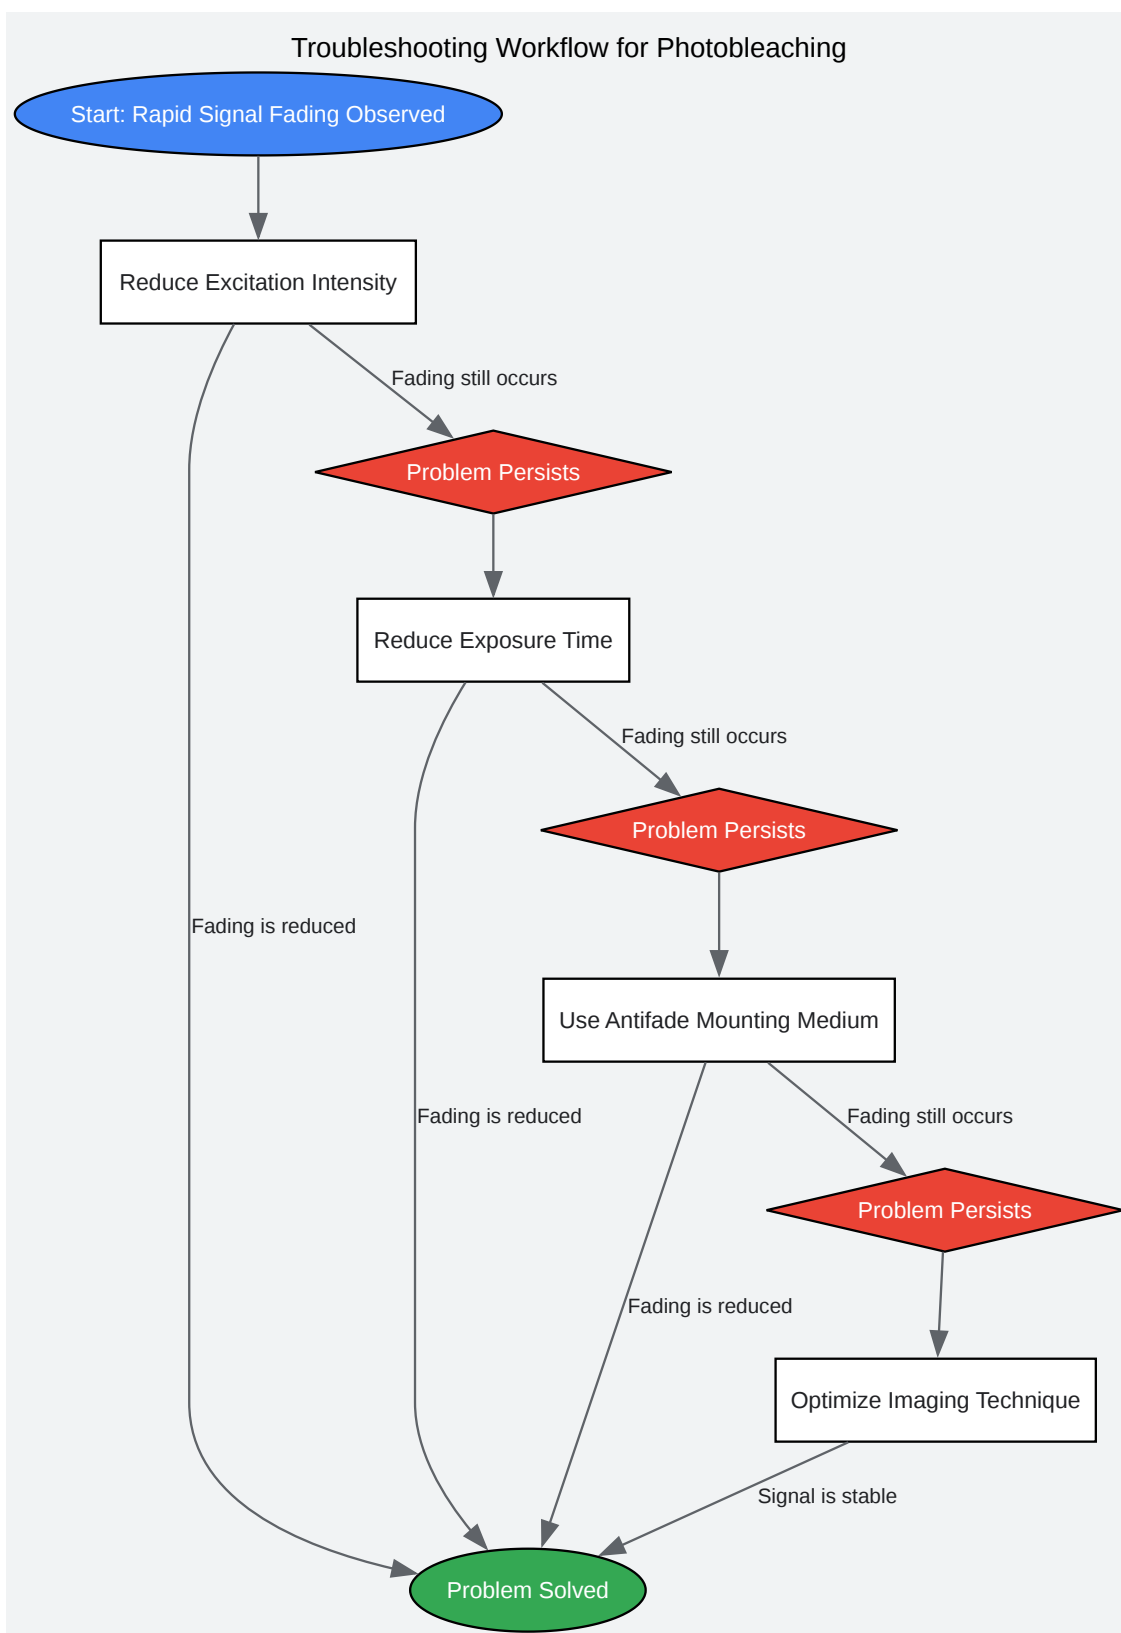 Troubleshooting Workflow for Photobleaching
Start: Rapid Signal Fading Observed
Reduce Excitation Intensity
Fading still occurs
Problem Persists
Reduce Exposure Time
Fading still occurs
Problem Persists
Fading is reduced
Use Antifade Mounting Medium
Fading is reduced
Fading still occurs
Problem Persists
Fading is reduced
Optimize Imaging Technique
Signal is stable
Problem Solved